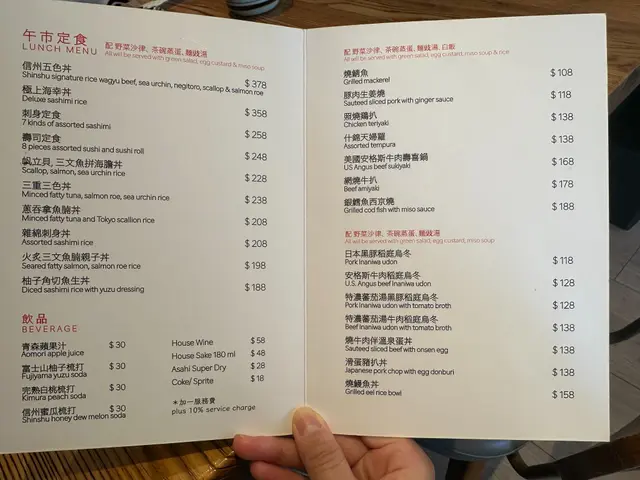 午市定食
LUNCH MENU
配 野菜沙律、茶碗蒸蛋、麵豉湯
All will be served with green salad, egg custard & miso soup
信州五色丼
Shinshu signature rice wagyu beef, sea urchin, negitoro, scallop & salmon roe
$ 378
極上海幸丼
Deluxe sashimi rice
$ 358
刺身定食
7 kinds of assorted sashimi
$ 258
壽司定食
8 pieces assorted sushi and sushi roll
$ 248
帆立貝, 三文魚拼海膽丼
Scallop, salmon, sea urchin rice
$ 228
三重三色丼
Minced fatty tuna, salmon roe, sea urchin rice
$ 238
蔥吞拿魚腩丼
Minced fatty tuna and Tokyo scallion rice
$ 208
雜錦刺身丼
Assorted sashimi rice
$ 208
火炙三文魚腩親子丼
Seared fatty salmon, salmon roe rice
$ 198
柚子角切魚生丼
Diced sashimi rice with yuzu dressing
$ 188
飲品
BEVERAGE
青森蘋果汁
Aomori apple juice
$ 30
富士山柚子梳打
Fujiyama yuzu soda
$ 30
完熟白桃梳打
Kimura peach soda
$ 30
信州蜜瓜梳打
Shinshu honey dew melon soda
$ 30
House Wine $ 58
House Sake 180 ml $ 48
Asahi Super Dry $ 28
Coke/ Sprite $ 18
*加一服務費
plus 10% service charge
配 野菜沙律、茶碗蒸蛋、麵豉湯、白飯
All will be served with green salad, egg custard, miso soup & rice
燒鯖魚
Grilled mackerel
$ 108
豚肉生姜燒
Sauteed sliced pork with ginger sauce
$ 118
照燒鷄扒
Chicken teriyaki
$ 138
什錦天婦羅
Assorted tempura
$ 138
美國安格斯牛肉壽喜鍋
US Angus beef sukiyaki
$ 168
網燒牛扒
Beef amiyaki
$ 178
銀鱈魚西京燒
Grilled cod fish with miso sauce
$ 188
配 野菜沙律、茶碗蒸蛋、麵豉湯
All will be served with green salad, egg custard, miso soup
日本黑豚稻庭烏冬
Pork Inaniwa udon
$ 118
安格斯牛肉稻庭烏冬
U.S. Angus beef Inaniwa udon
$ 128
特濃蕃茄湯黑豚稻庭烏冬
Pork Inaniwa udon with tomato broth
$ 128
特濃蕃茄湯牛肉稻庭烏冬
Beef Inaniwa udon with tomato broth
$ 138
燒牛肉伴溫泉蛋丼
Sauteed sliced beef with onsen egg
$ 138
滑蛋豬扒丼
Japanese pork chop with egg donburi
$ 138
燒鰻魚丼
Grilled eel rice bowl
$ 158